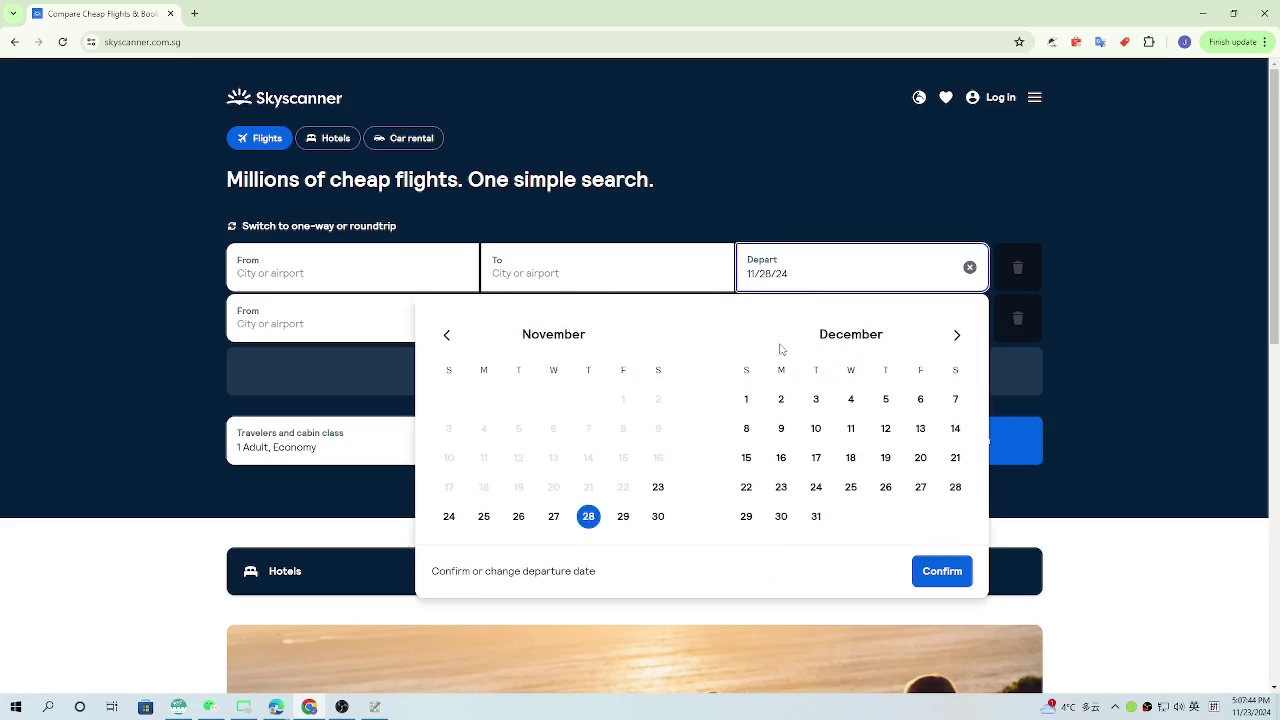 Compare Cheap Flights & Book
skyscanner.com.sg
J
Finish update
Skyscanner
Log in
Flights
Hotels
Car rental
Millions of cheap flights. One simple search.
Switch to one-way or roundtrip
From
City or airport
To
City or airport
Depart
11/28/24
From
City or airport
November
December
S M T W T F S
S M T W T F S
1 2
1 2 3 4 5 6 7
3 4 5 6 7 8 9
8 9 10 11 12 13 14
10 11 12 13 14 15 16
15 16 17 18 19 20 21
17 18 19 20 21 22 23
22 23 24 25 26 27 28
24 25 26 27 28 29 30
29 30 31
Travelers and cabin class
1 Adult, Economy
Confirm or change departure date
Confirm
Hotels
4°C 多云
英
拼
5:07:44 PM
11/23/2024